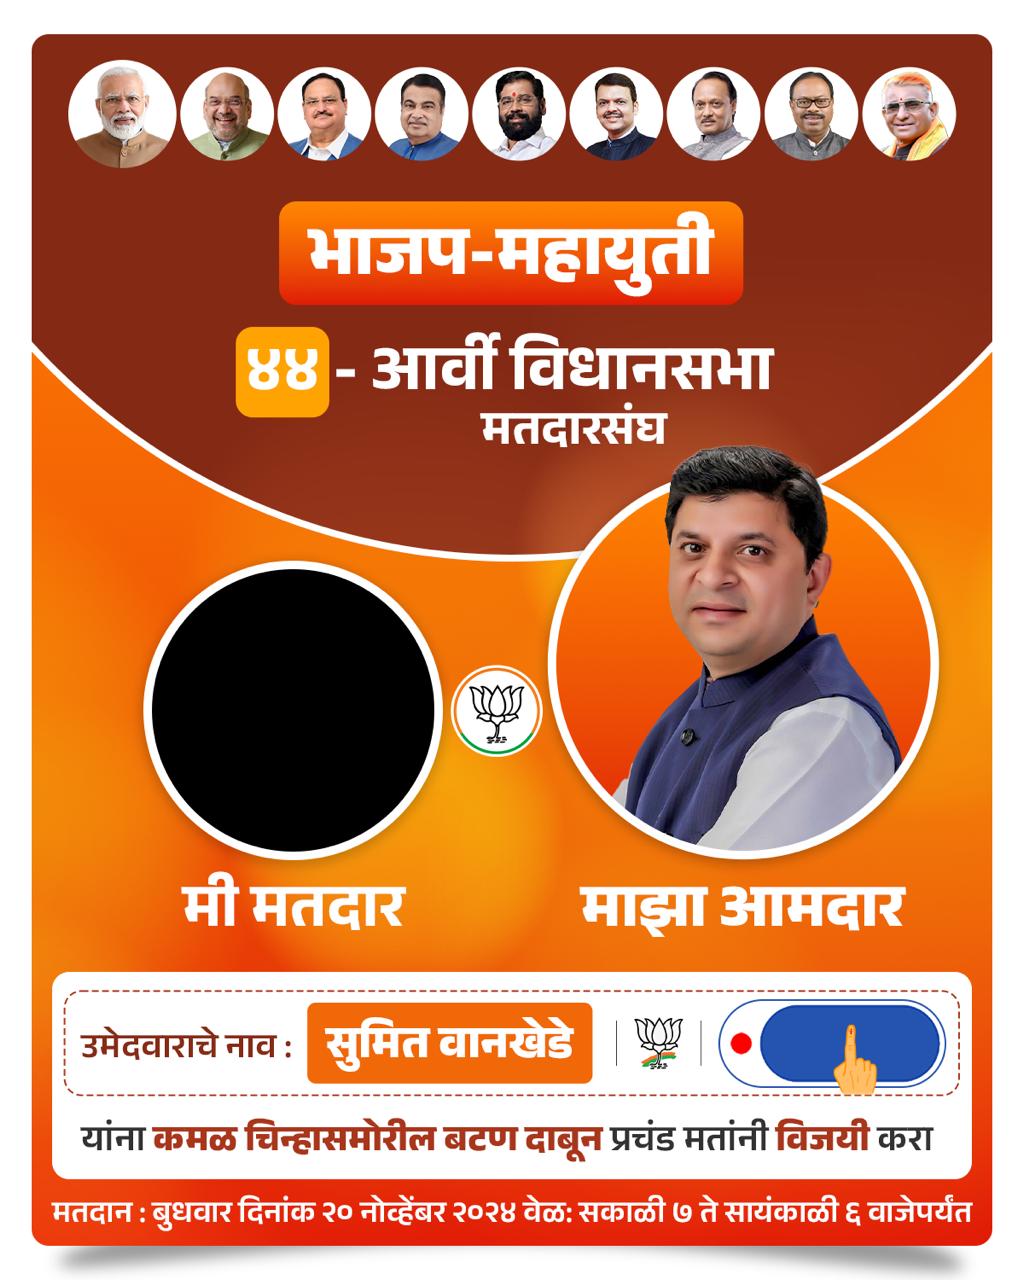 भाजप-महायुती
४४ - आर्वी विधानसभा
मतदारसंघ
मी मतदार
माझा आमदार
उमेदवाराचे नाव : सुमित वानखेडे
यांना कमळ चिन्हासमोरील बटण दाबून प्रचंड मतांनी विजयी करा
मतदान : बुधवार दिनांक २० नोव्हेंबर २०२४ वेळ: सकाळी ७ ते सायंकाळी ६ वाजेपर्यंत